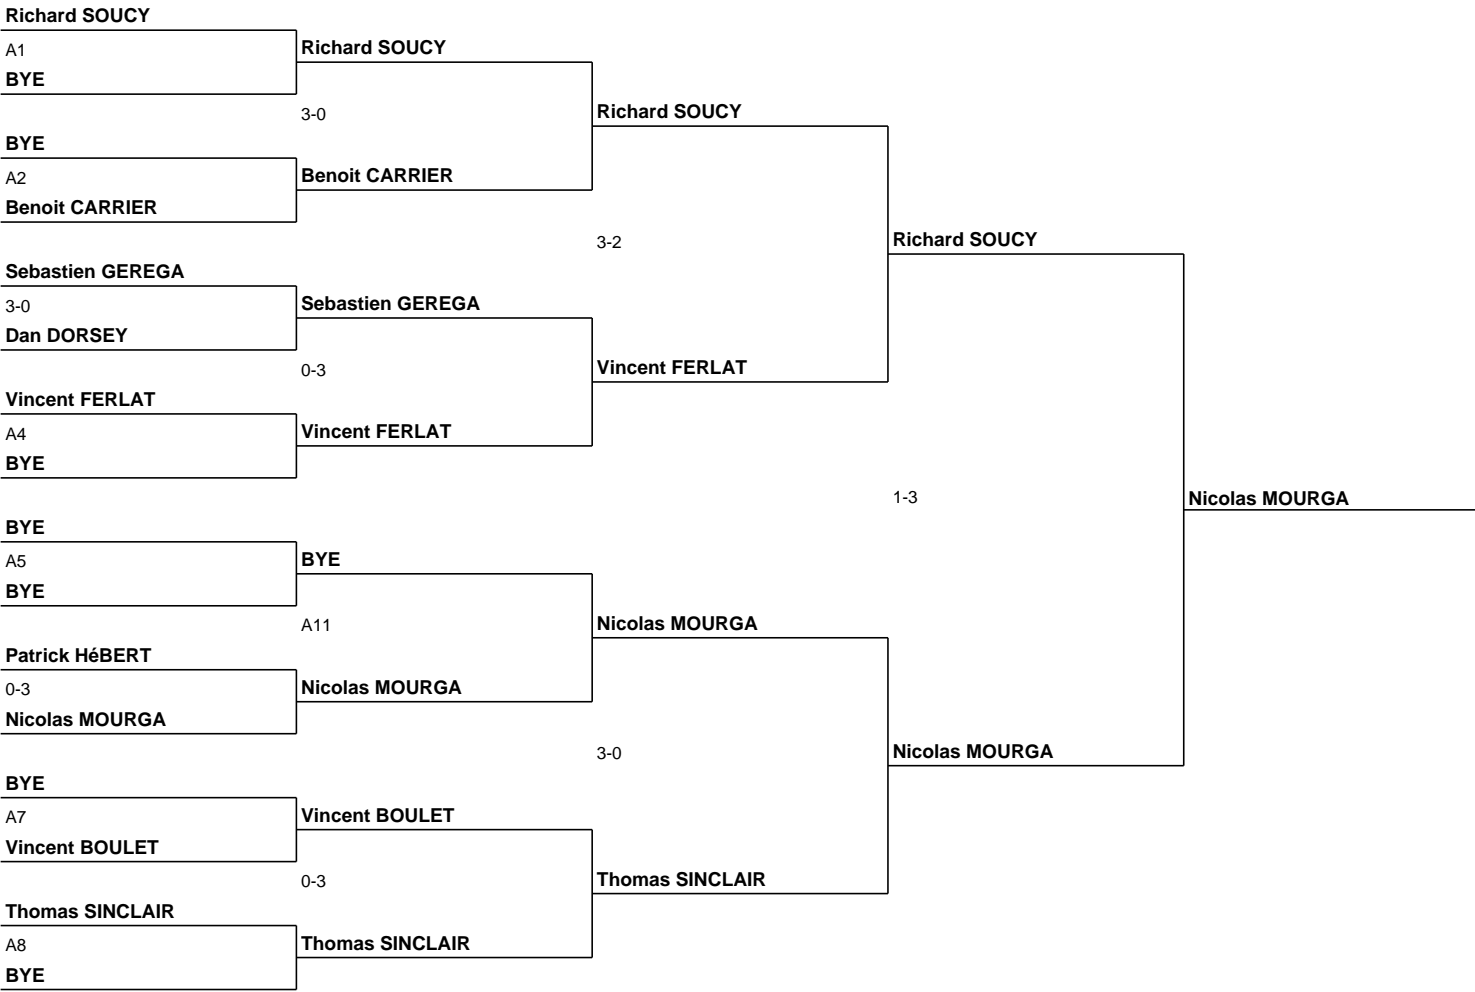 Richard SOUCY
A1
BYE
BYE
A2
Benoit CARRIER
Sebastien GEREGA
3-0
Dan DORSEY
Vincent FERLAT
A4
BYE
BYE
A5
BYE
Patrick HéBERT
0-3
Nicolas MOURGA
BYE
A7
Vincent BOULET
Thomas SINCLAIR
A8
BYE
Richard SOUCY
3-0
Benoit CARRIER
Sebastien GEREGA
0-3
Vincent FERLAT
BYE
A11
Nicolas MOURGA
Vincent BOULET
0-3
Thomas SINCLAIR
Richard SOUCY
3-2
Vincent FERLAT
Nicolas MOURGA
3-0
Thomas SINCLAIR
Richard SOUCY
1-3
Nicolas MOURGA
Nicolas MOURGA